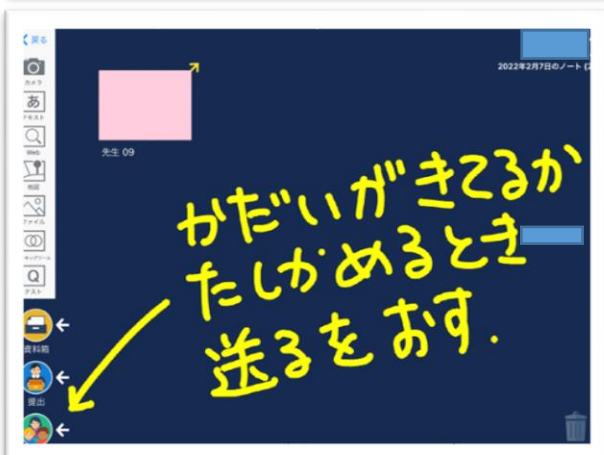 戻る
カメラ
あ
テキスト
Web
地図
ファイル
Q
テスト
資料箱
提出
2022年2月7日のノート (2
先生 09
かだいがきてるか
たしかめるとき
送るをおす.